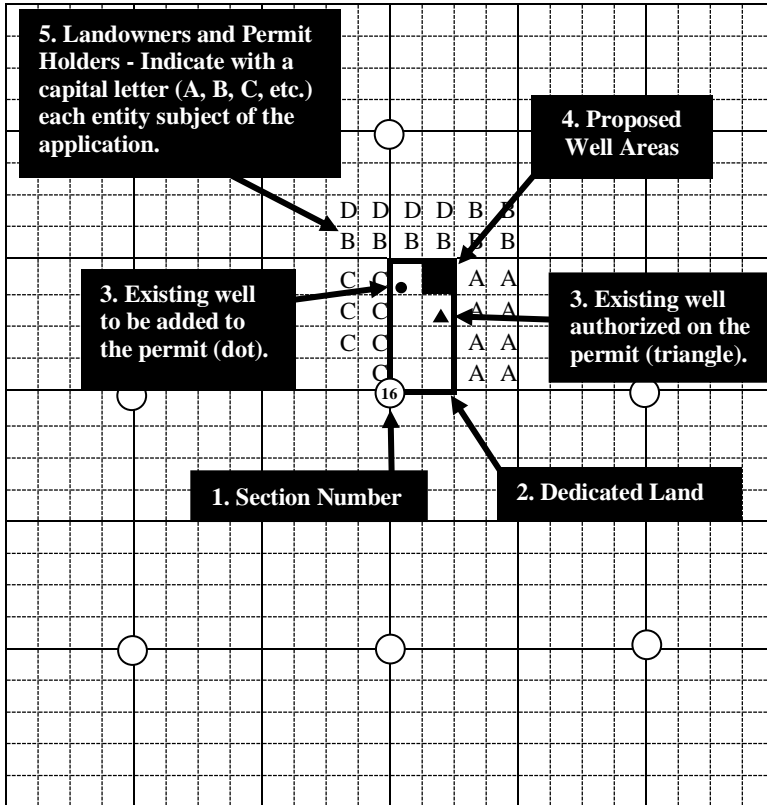 5. Landowners and Permit
Holders - Indicate with a
capital letter (A, B, C, etc.)
each entity subject of the
application.
4. Proposed
Well Areas
D D D D B B
B B B B B B
C C A A
3. Existing well
to be added to
the permit (dot).
C C A A
C C A A
C A A
3. Existing well
authorized on the
permit (triangle).
16
1. Section Number
2. Dedicated Land